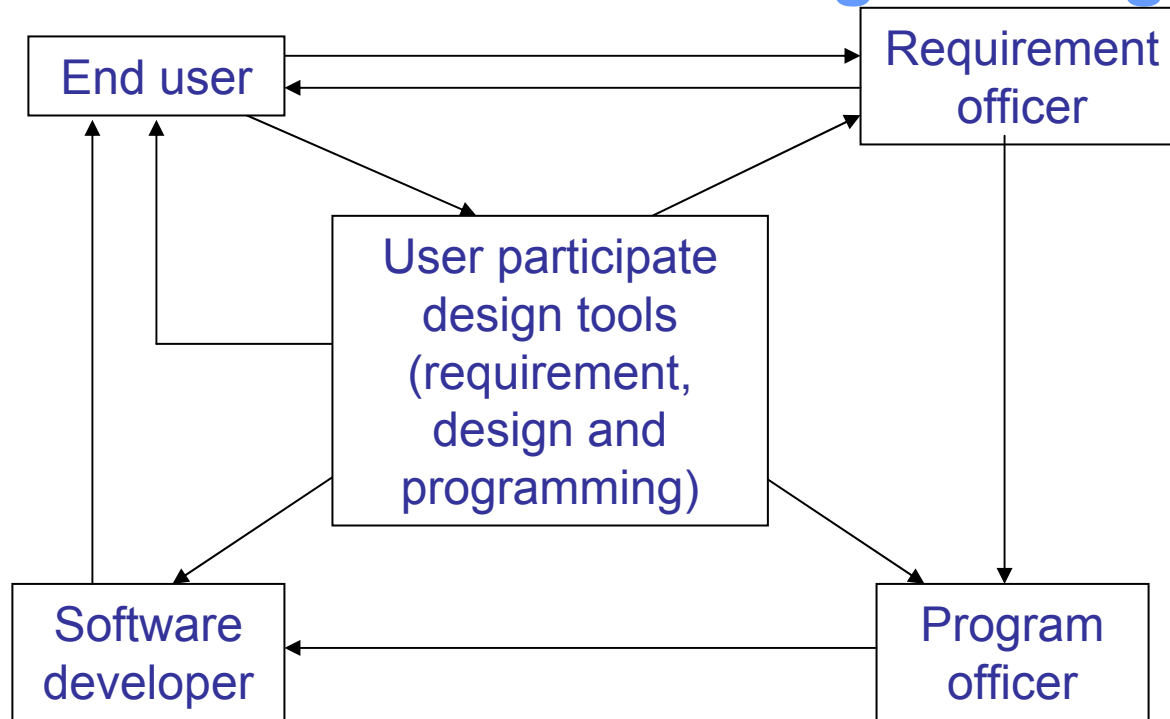 End user
Requirement
officer
User participate
design tools
(requirement,
design and
programming)
Software
developer
Program
officer